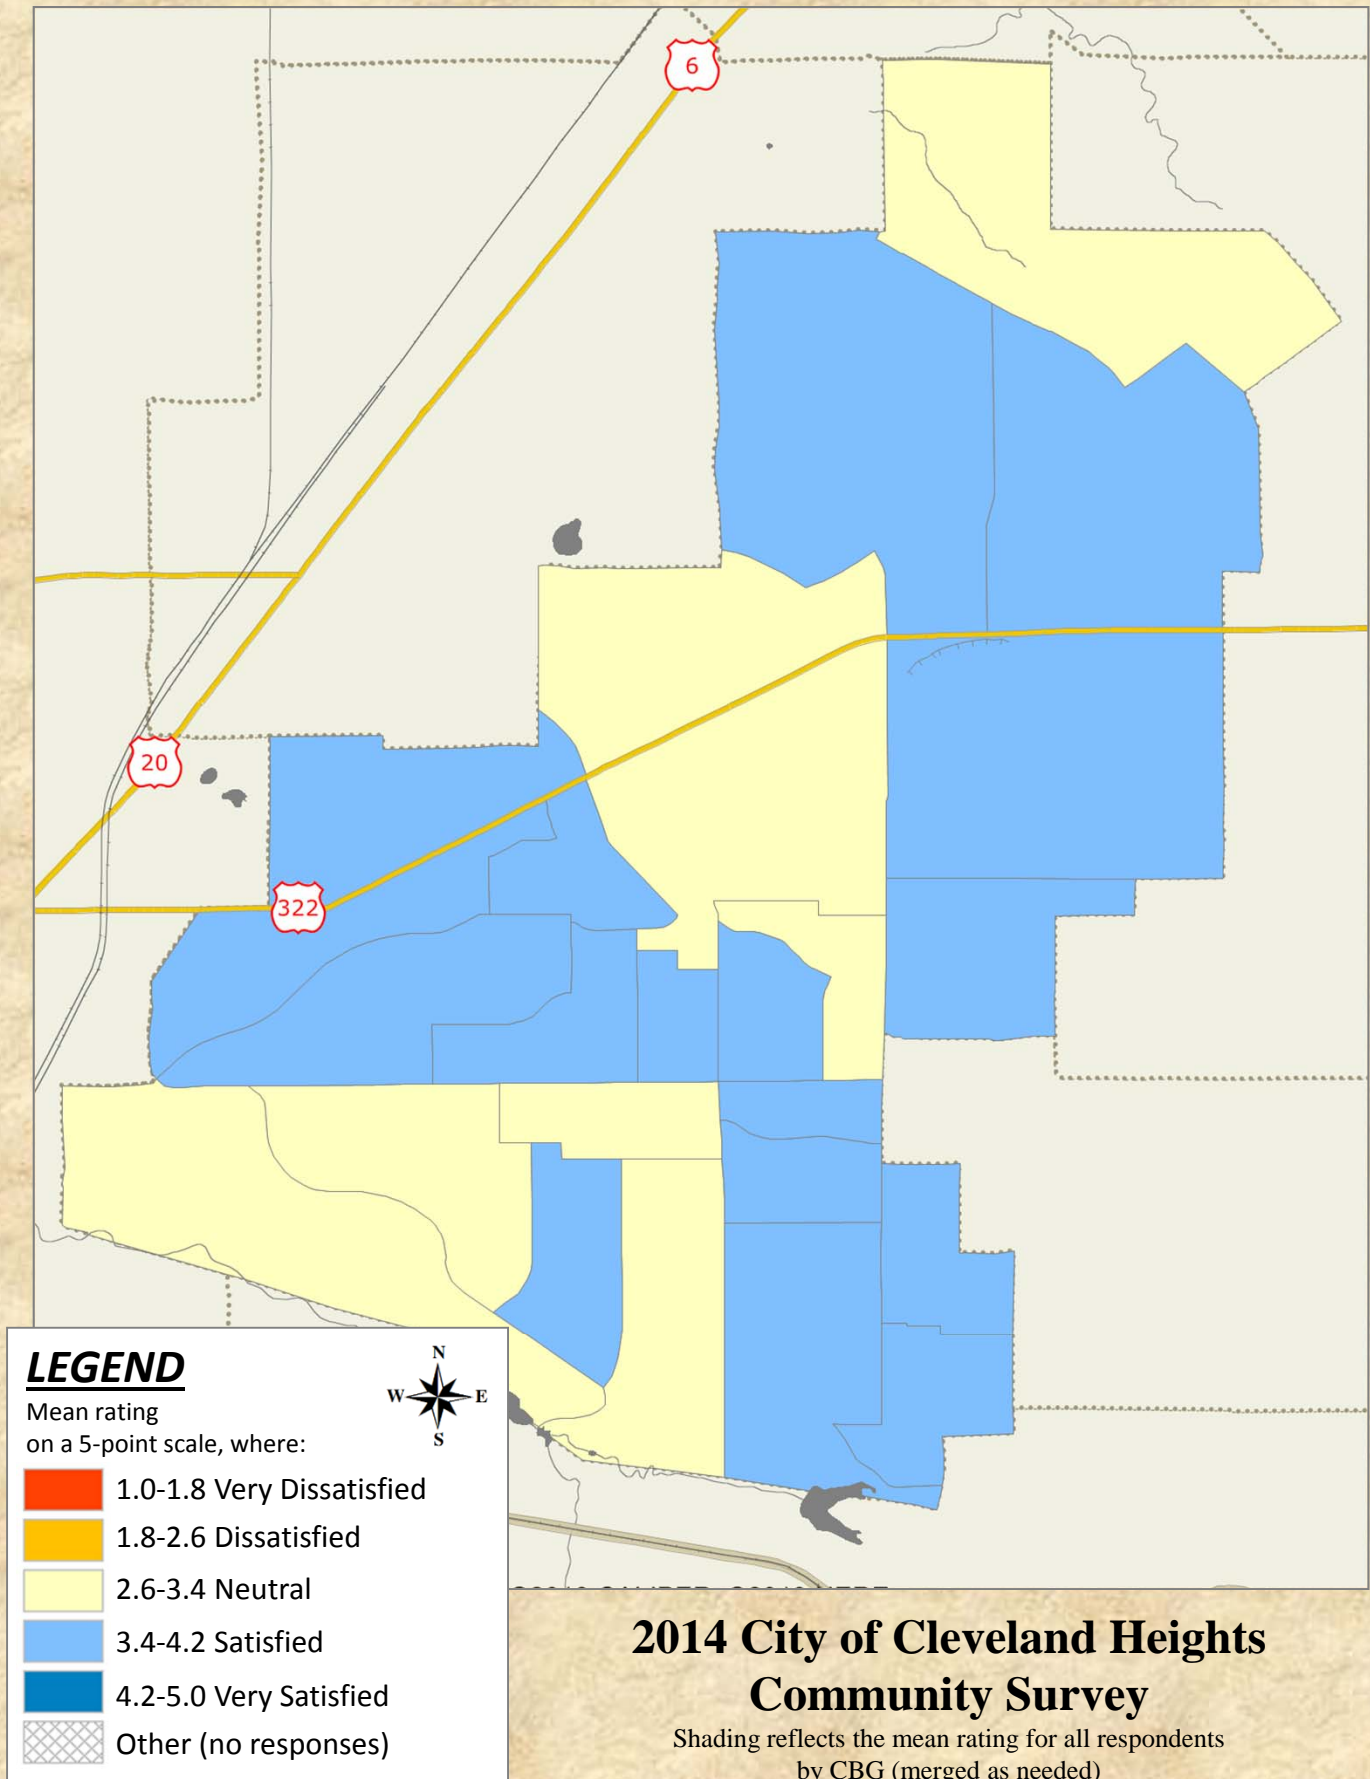 6
20
322
LEGEND
Mean rating
on a 5-point scale, where:
N
W E
S
1.0-1.8 Very Dissatisfied
1.8-2.6 Dissatisfied
2.6-3.4 Neutral
3.4-4.2 Satisfied
4.2-5.0 Very Satisfied
Other (no responses)
2014 City of Cleveland Heights
Community Survey
Shading reflects the mean rating for all respondents
by CBG (merged as needed)